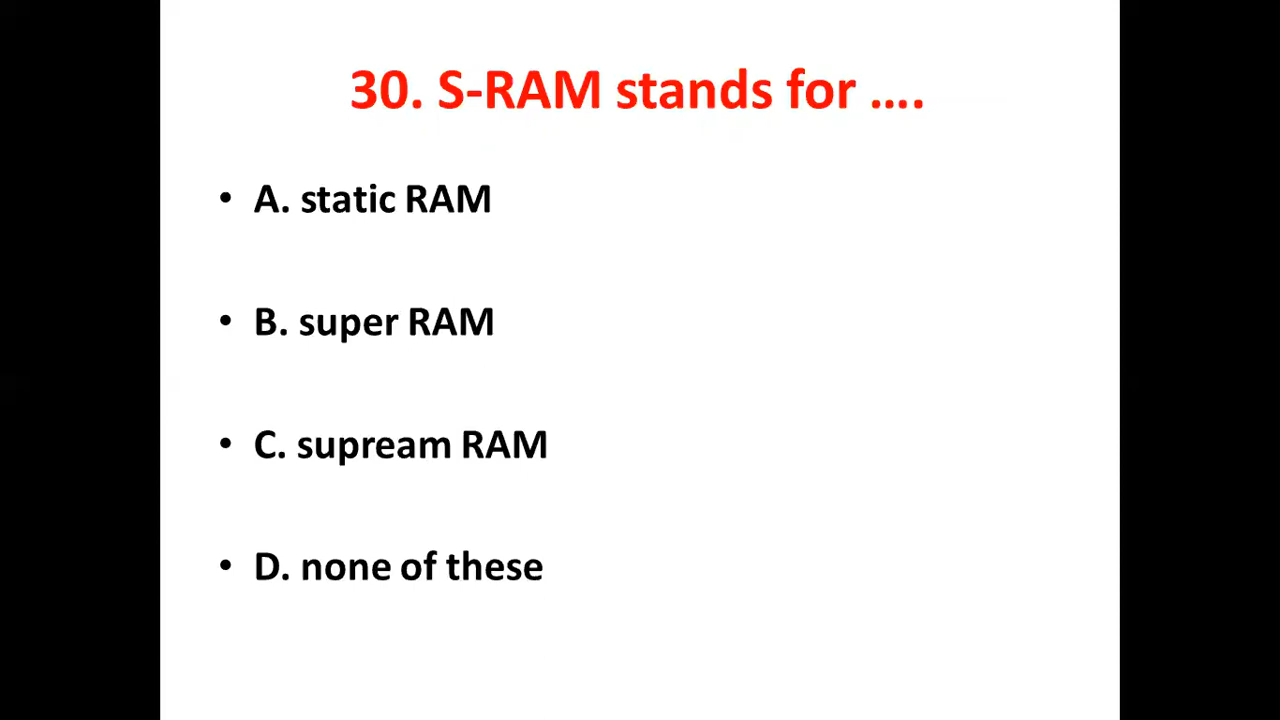 30. S-RAM stands for ….
• A. static RAM
• B. super RAM
• C. supream RAM
• D. none of these